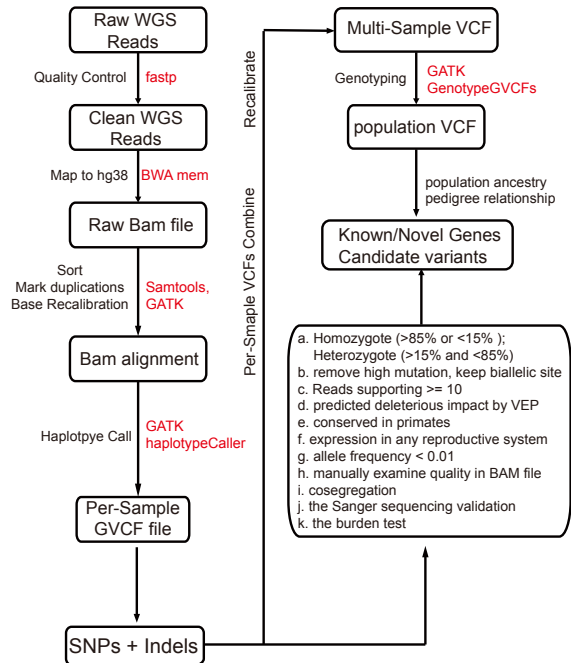 Raw WGS
Reads
Quality Control
fastp
Clean WGS
Reads
Map to hg38
BWA mem
Raw Bam file
Sort
Mark duplications
Base Recalibration
Samtools,
GATK
Bam alignment
Haplotpye Call
GATK
haplotypeCaller
Per-Sample
GVCF file
SNPs + Indels
Per-Smaple VCFs Combine
Recalibrate
Multi-Sample VCF
Genotyping
GATK
GenotypeGVCFs
population VCF
population ancestry
pedigree relationship
Known/Novel Genes
Candidate variants
a. Homozygote (>85% or <15% );
Heterozygote (>15% and <85%)
b. remove high mutation, keep biallelic site
c. Reads supporting >= 10
d. predicted deleterious impact by VEP
e. conserved in primates
f. expression in any reproductive system
g. allele frequency < 0.01
h. manually examine quality in BAM file
i. cosegregation
j. the Sanger sequencing validation
k. the burden test